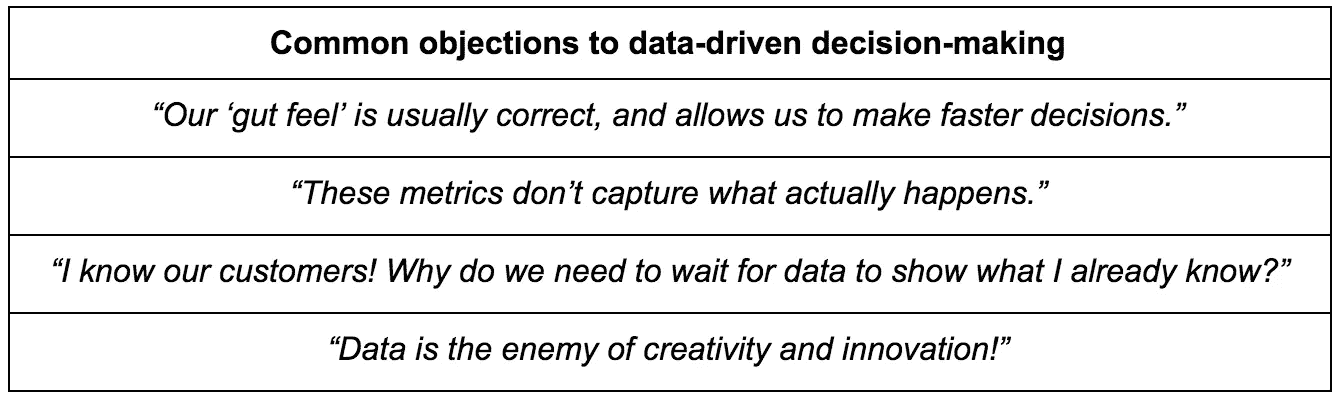 Common objections to data-driven decision-making
“Our ‘gut feel’ is usually correct, and allows us to make faster decisions.”
“These metrics don’t capture what actually happens.”
“I know our customers! Why do we need to wait for data to show what I already know?”
“Data is the enemy of creativity and innovation!”